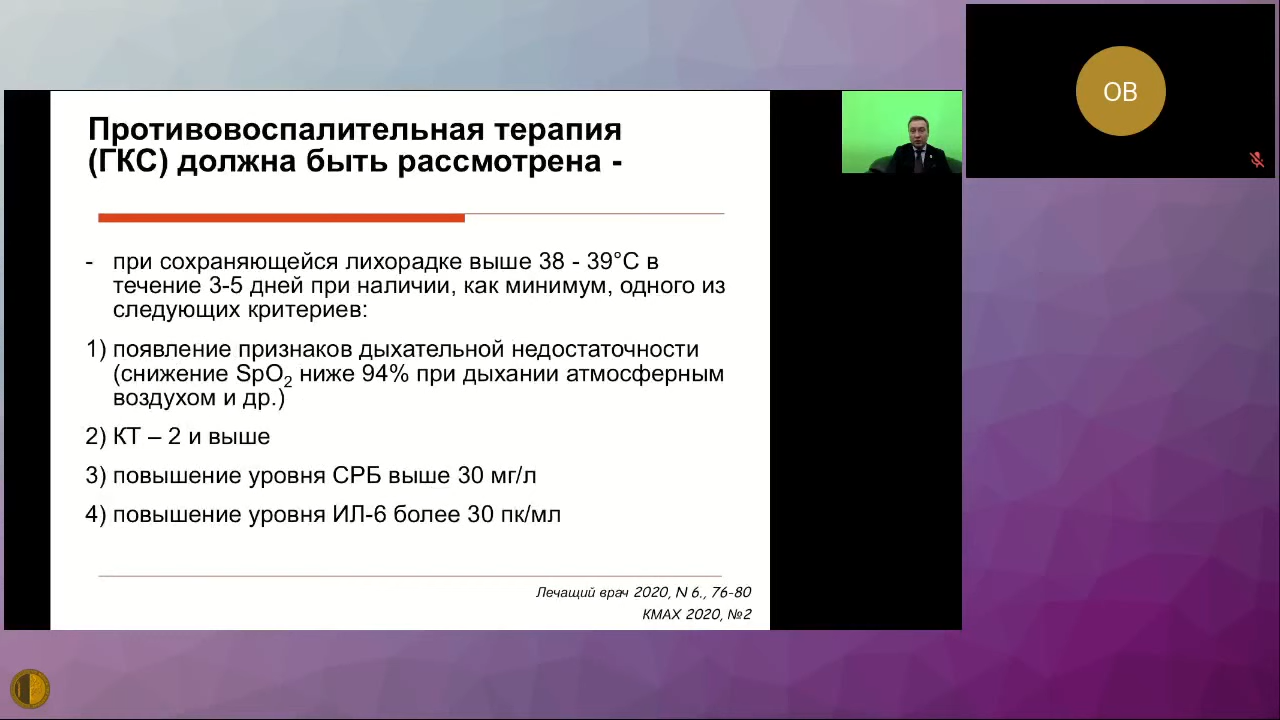 Противовоспалительная терапия
(ГКС) должна быть рассмотрена -
- при сохраняющейся лихорадке выше 38 - 39°С в
течение 3-5 дней при наличии, как минимум, одного из
следующих критериев:
1) появление признаков дыхательной недостаточности
(снижение SpO2 ниже 94% при дыхании атмосферным
воздухом и др.)
2) КТ – 2 и выше
3) повышение уровня СРБ выше 30 мг/л
4) повышение уровня ИЛ-6 более 30 пк/мл
Лечащий врач 2020, N 6., 76-80
КМАХ 2020, №2
ОВ